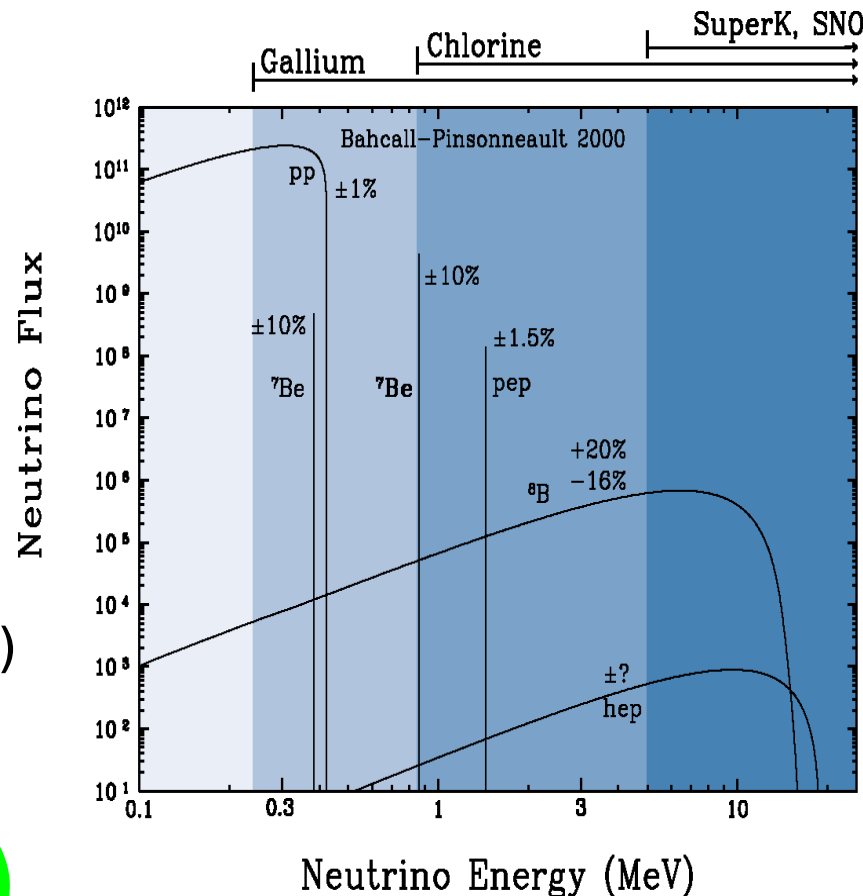 SuperK, SNO
Chlorine
Gallium
Bahcall-Pinsonneault 2000
10¹²
10¹¹
10¹⁰
10⁹
10⁸
10⁷
10⁶
10⁵
10⁴
10³
10²
10¹
Neutrino Flux
pp
±1%
±10%
±10%
±1.5%
⁷Be
⁷Be
pep
+20%
-16%
⁸B
±?
hep
)
0.1
0.3
1
3
10
Neutrino Energy (MeV)